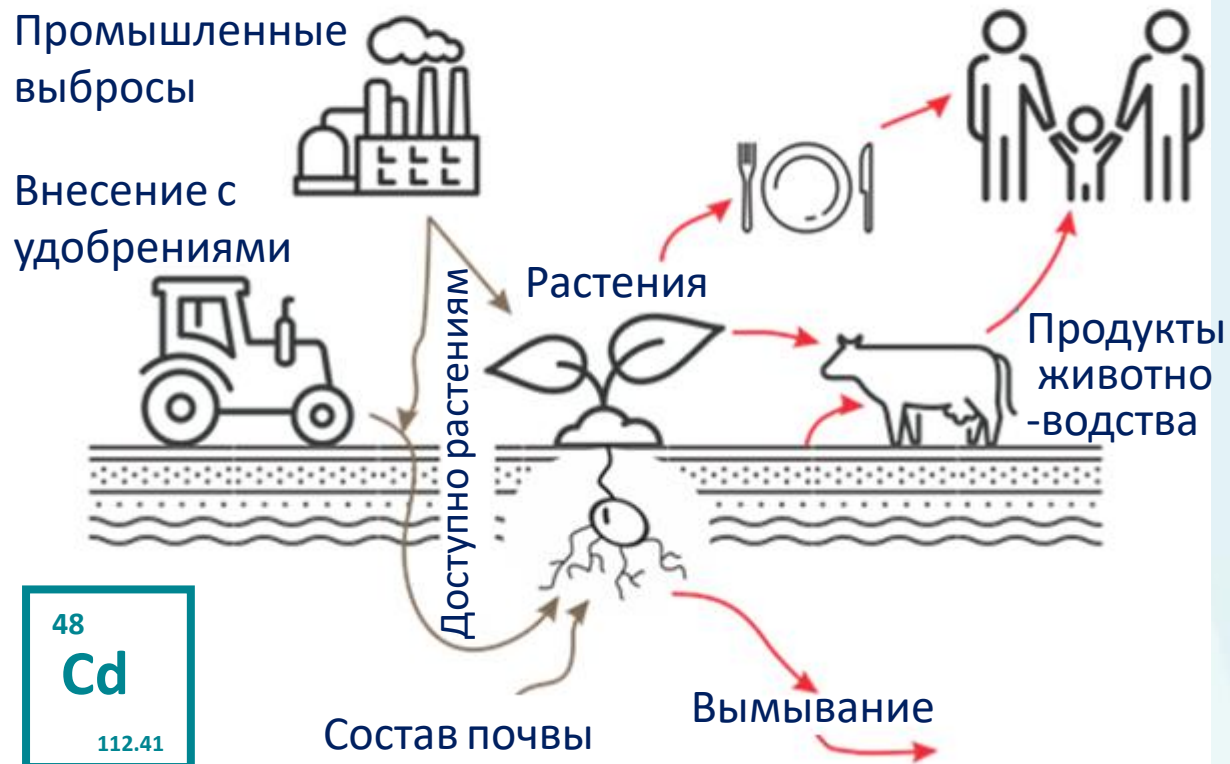 Промышленные
выбросы
Внесение с
удобрениями
Доступно растениям
Растения
Продукты
животно
-водства
48
Cd
112.41
Состав почвы
Вымывание